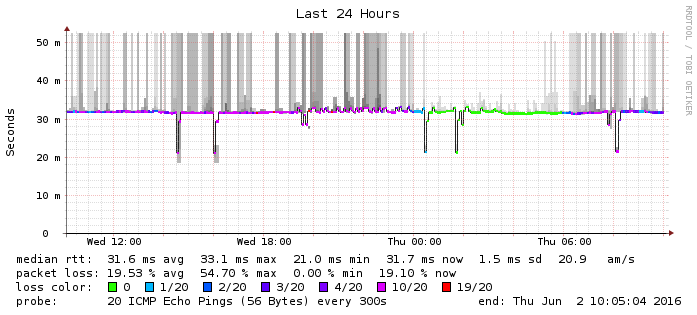 Last 24 Hours
RRDTOOL / TOBI OETIKER
Seconds
50 m
40 m
30 m
20 m
10 m
0
Wed 12:00 Wed 18:00 Thu 00:00 Thu 06:00
median rtt: 31.6 ms avg 33.1 ms max 21.0 ms min 31.7 ms now 1.5 ms sd 20.9 am/s
packet loss: 19.53 % avg 54.70 % max 0.00 % min 19.10 % now
loss color: 0 1/20 2/20 3/20 4/20 10/20 19/20
probe: 20 ICMP Echo Pings (56 Bytes) every 300s end: Thu Jun 2 10:05:04 2016